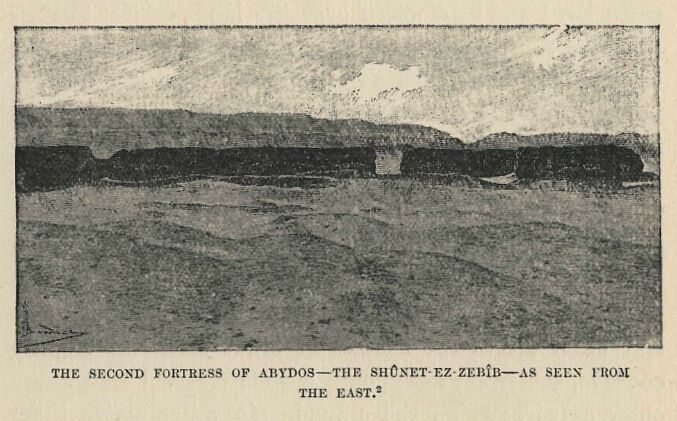 THE SECOND FORTRESS OF ABYDOS—THE SHÛNET-EZ-ZEBÎB—AS SEEN FROM
THE EAST.²